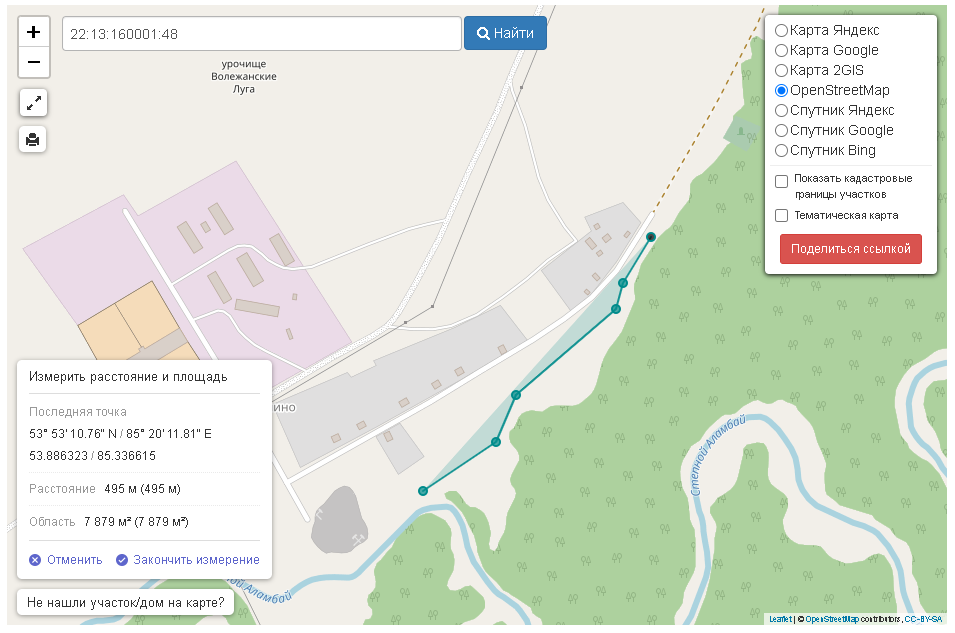 +
22:13:160001:48
Найти
−
урочище
Волежанские
Луга
Карта Яндекс
Карта Google
Карта 2GIS
OpenStreetMap
Спутник Яндекс
Спутник Google
Спутник Bing
Показать кадастровые
границы участков
Тематическая карта
Поделиться ссылкой
Измерить расстояние и площадь
Последняя точка
53° 53' 10.76" N / 85° 20' 11.81" E
53.886323 / 85.336615
Расстояние 495 м (495 м)
Область 7 879 м² (7 879 м²)
Отменить
Закончить измерение
ино
Степной Аламбай
ой Аламбай
Не нашли участок/дом на карте?
Leaflet | © OpenStreetMap contributors, CC-BY-SA